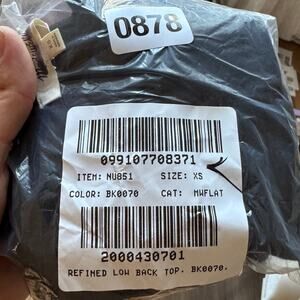 0878
099107708371
ITEM: NU851 SIZE: XS
COLOR: BK0070 CAT: MWFLAT
2000430701
REFINED LOW BACK TOP. BK0070.